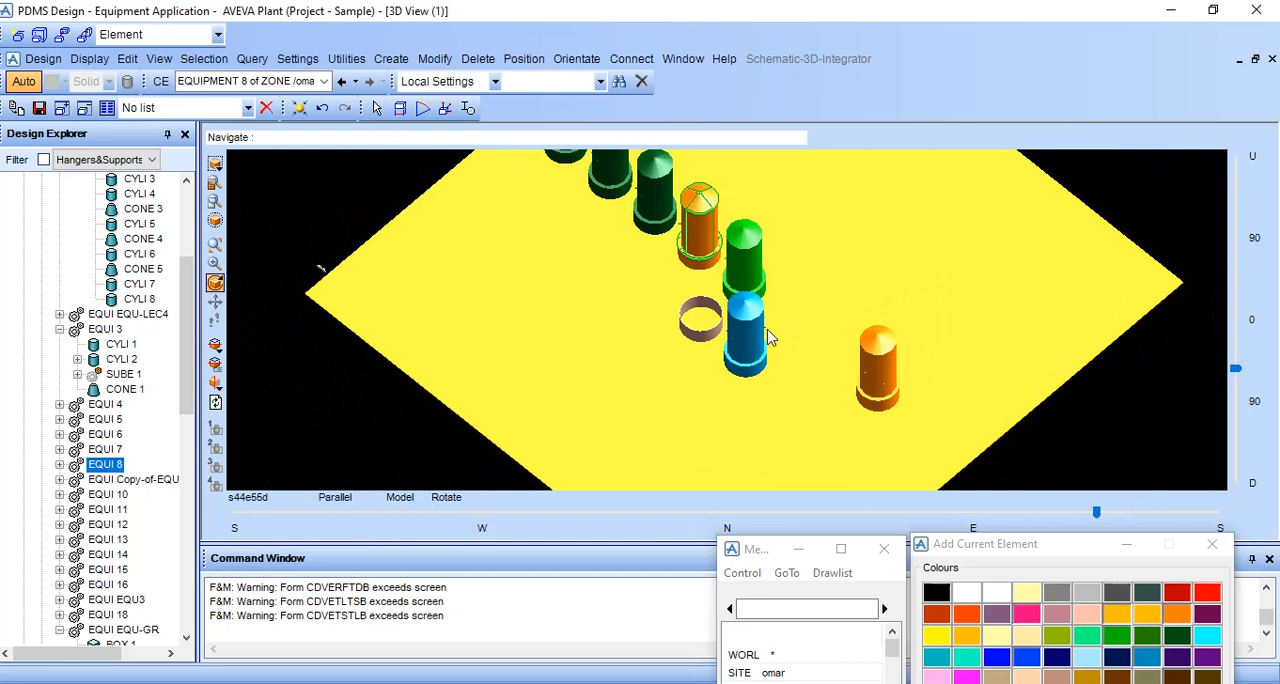 PDMS Design - Equipment Application - AVEVA Plant (Project - Sample) - [3D View (1)]
Element
Design Display Edit View Selection Query Settings Utilities Create Modify Delete Position Orientate Connect Window Help Schematic-3D-Integrator
Auto Solid CE EQUIPMENT 8 of ZONE /oma Local Settings
No list
Design Explorer
Navigate :
Filter Hangers&Supports
CYLI 3
CYLI 4
CONE 3
CYLI 5
CONE 4
CYLI 6
CONE 5
CYLI 7
CYLI 8
EQUI EQU-LEC4
EQUI 3
CYLI 1
CYLI 2
SUBE 1
CONE 1
EQUI 4
EQUI 5
EQUI 6
EQUI 7
EQUI 8
EQUI Copy-of-EQU
EQUI 10
EQUI 11
EQUI 12
EQUI 13
EQUI 14
EQUI 15
EQUI 16
EQUI EQU3
EQUI 18
EQUI EQU-GR
BOX 1
1
2
3
4
U
90
0
90
D
s44e55d Parallel Model Rotate
S W N E S
Command Window
F&M: Warning: Form CDVERFTDB exceeds screen
F&M: Warning: Form CDVETLTSB exceeds screen
F&M: Warning: Form CDVETSTLB exceeds screen
Me...
Control GoTo Drawlist
WORL *
SITE omar
Add Current Element
Colours